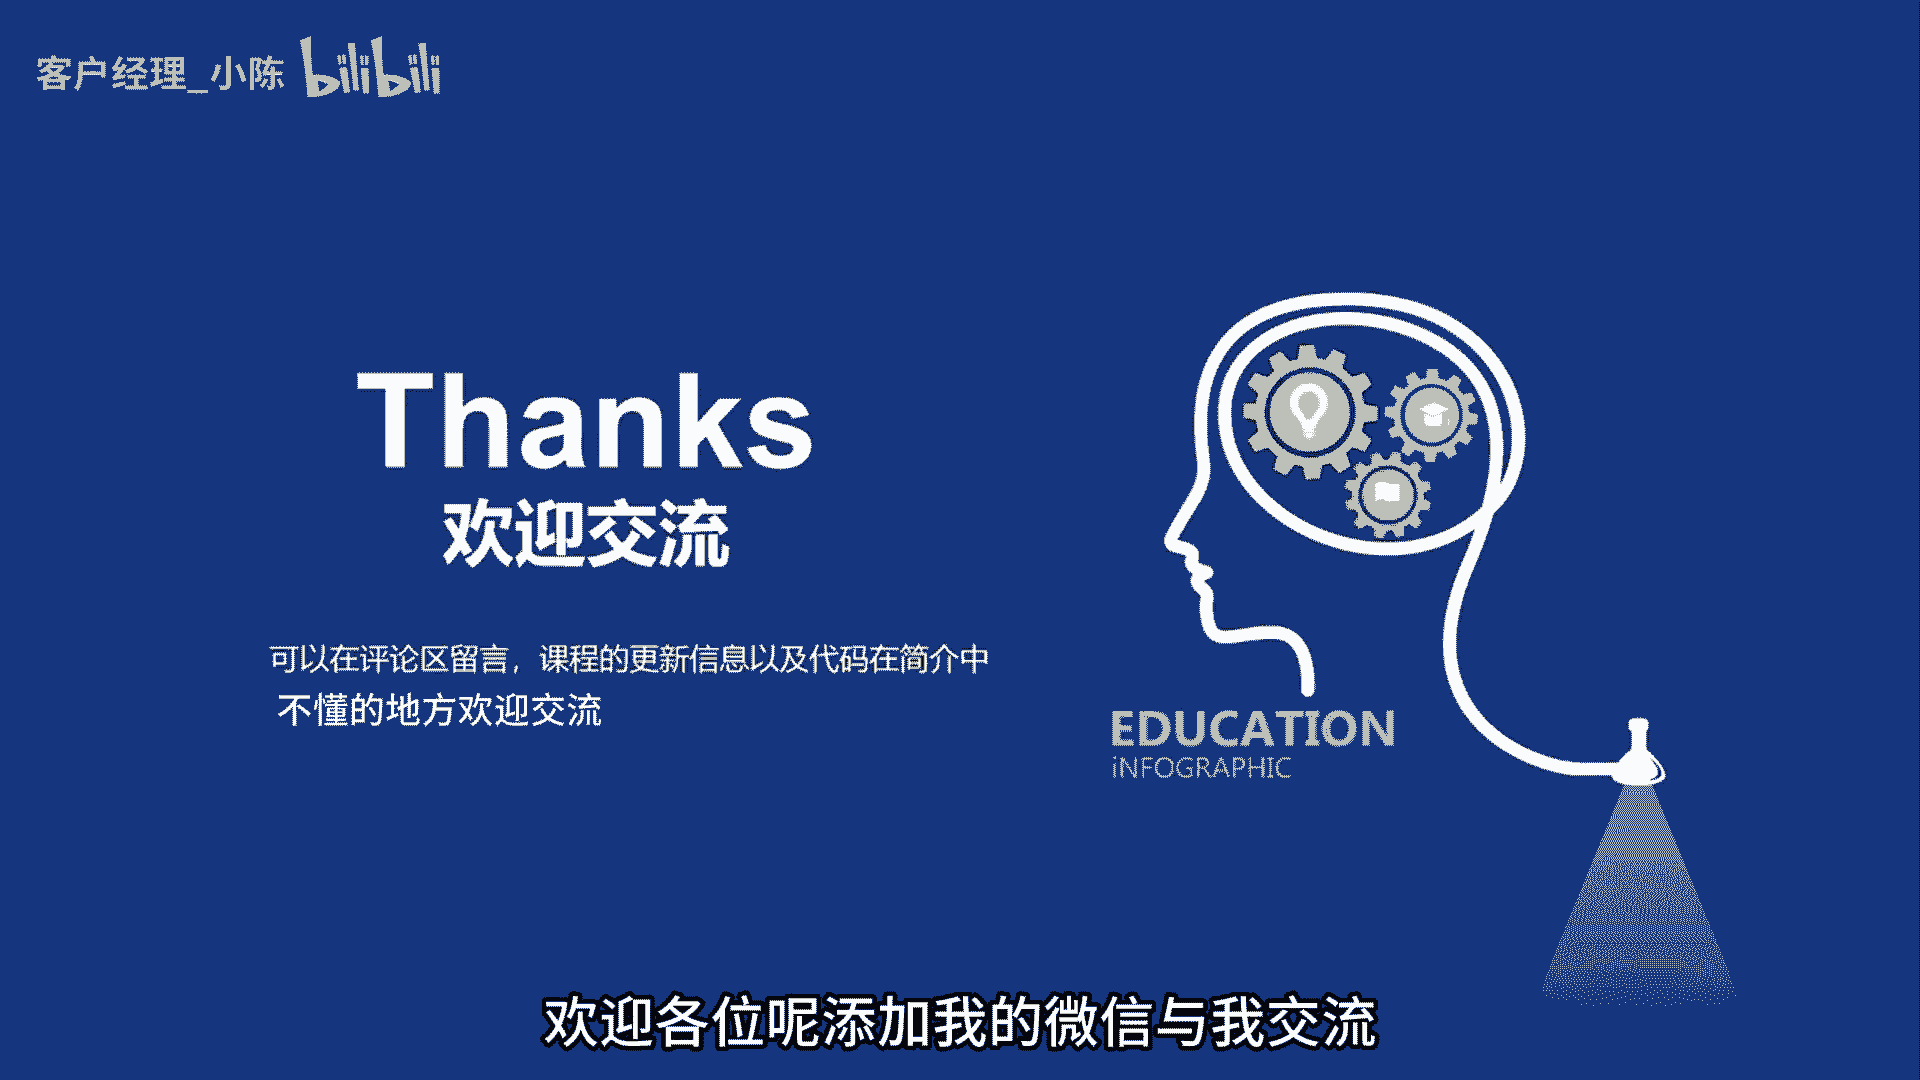 客户经理_小陈 bilibili
Thanks
欢迎交流
可以在评论区留言，课程的更新信息以及代码在简介中
不懂的地方欢迎交流
EDUCATION
iNFOGRAPHIC
欢迎各位呢添加我的微信与我交流